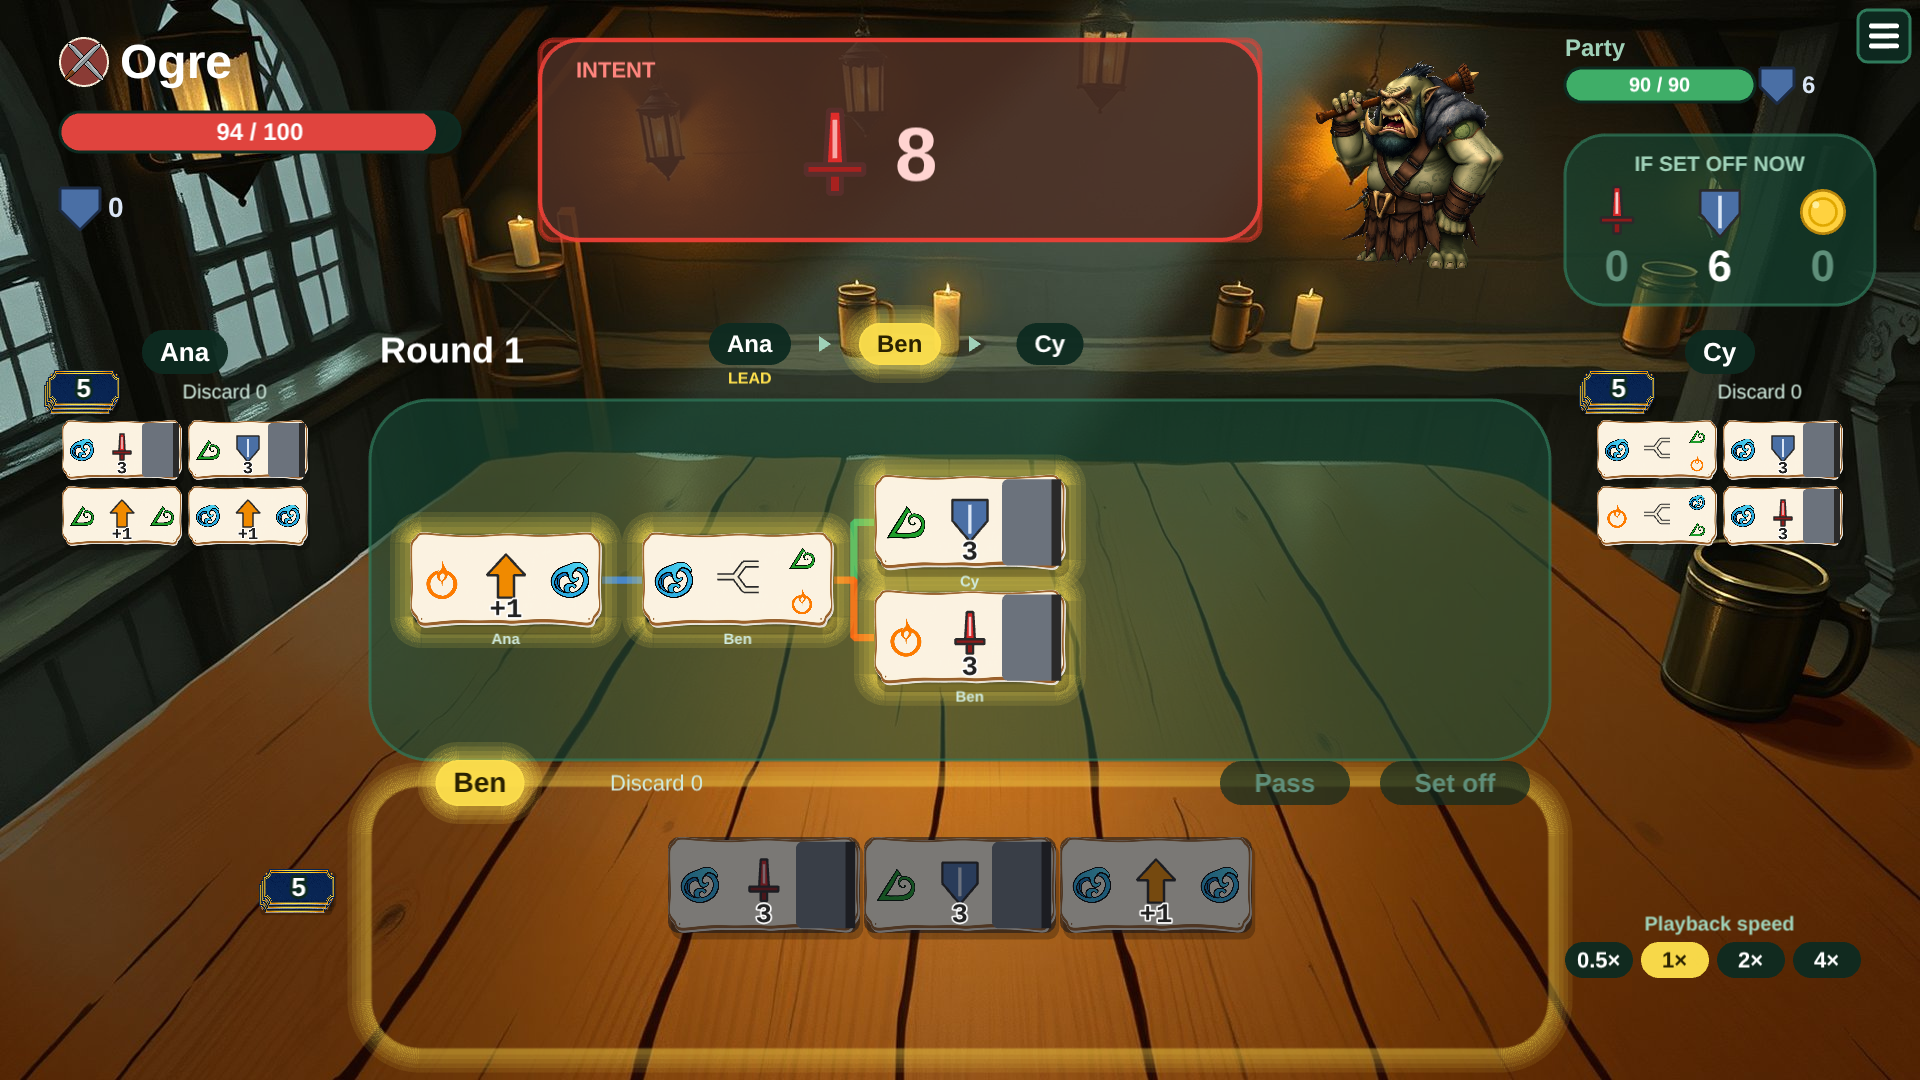 Ogre
94 / 100
0
INTENT
8
Party
90 / 90
6
IF SET OFF NOW
0 6 0
Round 1
Ana Ben Cy
LEAD
Ana
5
Discard 0
3 3
+1 +1
Cy
5
Discard 0
3
3
+1
Ana
Ben
3
Cy
3
Ben
Ben
Discard 0
Pass
Set off
5
3 3 +1
Playback speed
0.5× 1× 2× 4×